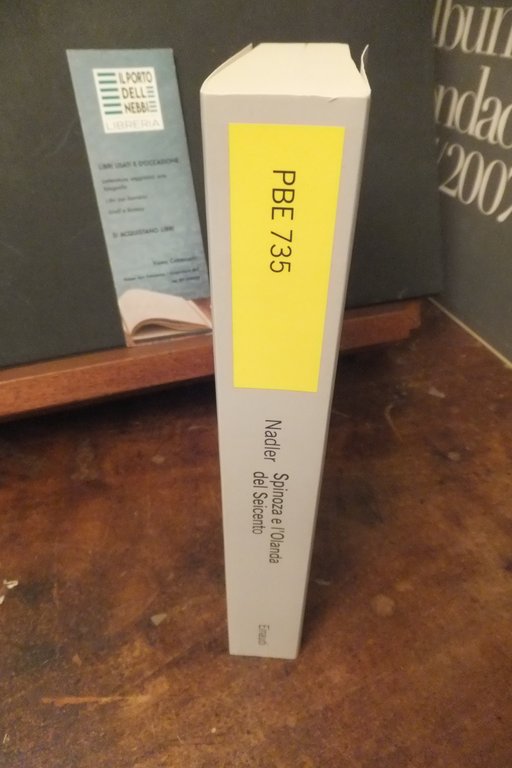 IL PORTO
DELLE
NEBBIE
LIBRERIA
LIBRI USATI E D'OCCASIONE
SI ACQUISTANO LIBRI
PBE 735
Nadler Spinoza e l'Olanda
del Seicento
Einaudi
/2007